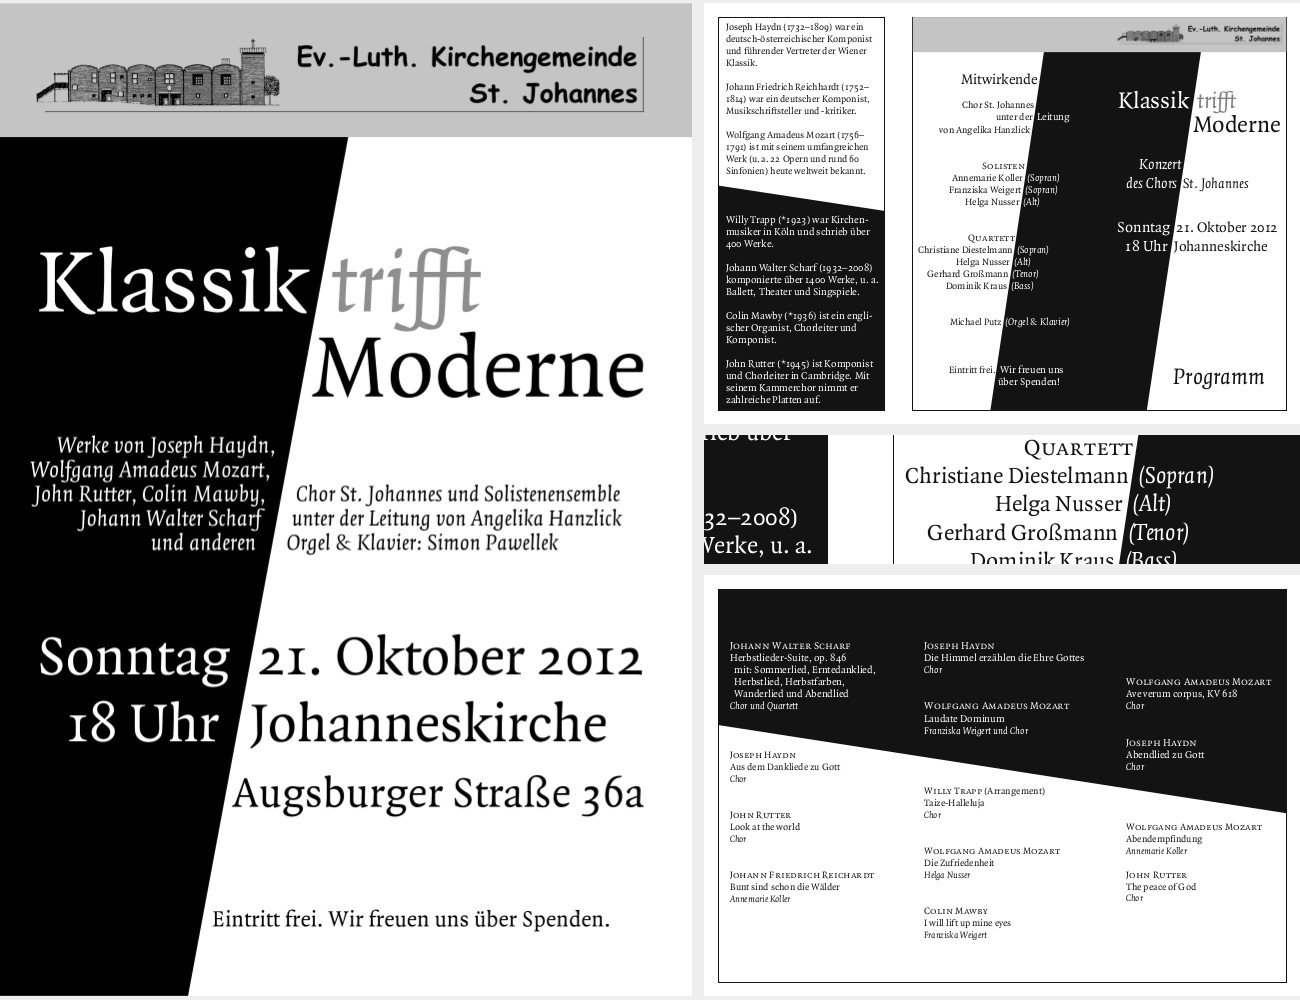 Ev.-Luth. Kirchengemeinde
St. Johannes
Klassik trifft
Moderne
Werke von Joseph Haydn,
Wolfgang Amadeus Mozart,
John Rutter, Colin Mawby,
Johann Walter Scharf
und anderen
Chor St. Johannes und Solistenensemble
unter der Leitung von Angelika Hanzlick
Orgel & Klavier: Simon Pawellek
Sonntag 21. Oktober 2012
18 Uhr Johanneskirche
Augsburger Straße 36a
Eintritt frei. Wir freuen uns über Spenden.
Joseph Haydn (1732–1809) war ein
deutsch-österreichischer Komponist
und führender Vertreter der Wiener
Klassik.
Johann Friedrich Reichhardt (1752–
1814) war ein deutscher Komponist,
Musikschriftsteller und -kritiker.
Wolfgang Amadeus Mozart (1756–
1791) ist mit seinem umfangreichen
Werk (u. a. 22 Opern und rund 60
Sinfonien) heute weltweit bekannt.
Willy Trapp (*1923) war Kirchen-
musiker in Köln und schrieb über
400 Werke.
Johann Walter Scharf (1932–2008)
komponierte über 1400 Werke, u. a.
Ballett, Theater und Singspiele.
Colin Mawby (*1936) ist ein engli-
scher Organist, Chorleiter und
Komponist.
John Rutter (*1945) ist Komponist
und Chorleiter in Cambridge. Mit
seinem Kammerchor nimmt er
zahlreiche Platten auf.
Ev.-Luth. Kirchengemeinde
St. Johannes
Mitwirkende
Chor St. Johannes
unter der Leitung
von Angelika Hanzlick
Solisten
Annemarie Koller (Sopran)
Franziska Weigert (Sopran)
Helga Nusser (Alt)
Quartett
Christiane Diestelmann (Sopran)
Helga Nusser (Alt)
Gerhard Großmann (Tenor)
Dominik Kraus (Bass)
Michael Putz (Orgel & Klavier)
Eintritt frei. Wir freuen uns
über Spenden!
Klassik trifft
Moderne
Konzert
des Chors St. Johannes
Sonntag 21. Oktober 2012
18 Uhr Johanneskirche
Programm
rieb über
32–2008)
Werke, u. a.
Quartett
Christiane Diestelmann (Sopran)
Helga Nusser (Alt)
Gerhard Großmann (Tenor)
Dominik Kraus (Bass)
Johann Walter Scharf
Herbstlieder-Suite, op. 846
mit: Sommerlied, Erntedanklied,
Herbstlied, Herbstfarben,
Wanderlied und Abendlied
Chor und Quartett
Joseph Haydn
Aus dem Dankliede zu Gott
Chor
John Rutter
Look at the world
Chor
Johann Friedrich Reichardt
Bunt sind schon die Wälder
Annemarie Koller
Joseph Haydn
Die Himmel erzählen die Ehre Gottes
Chor
Wolfgang Amadeus Mozart
Laudate Dominum
Franziska Weigert und Chor
Willy Trapp (Arrangement)
Taize-Halleluja
Chor
Wolfgang Amadeus Mozart
Die Zufriedenheit
Helga Nusser
Colin Mawby
I will lift up mine eyes
Franziska Weigert
Wolfgang Amadeus Mozart
Ave verum corpus, KV 618
Chor
Joseph Haydn
Abendlied zu Gott
Chor
Wolfgang Amadeus Mozart
Abendempfindung
Annemarie Koller
John Rutter
The peace of God
Chor